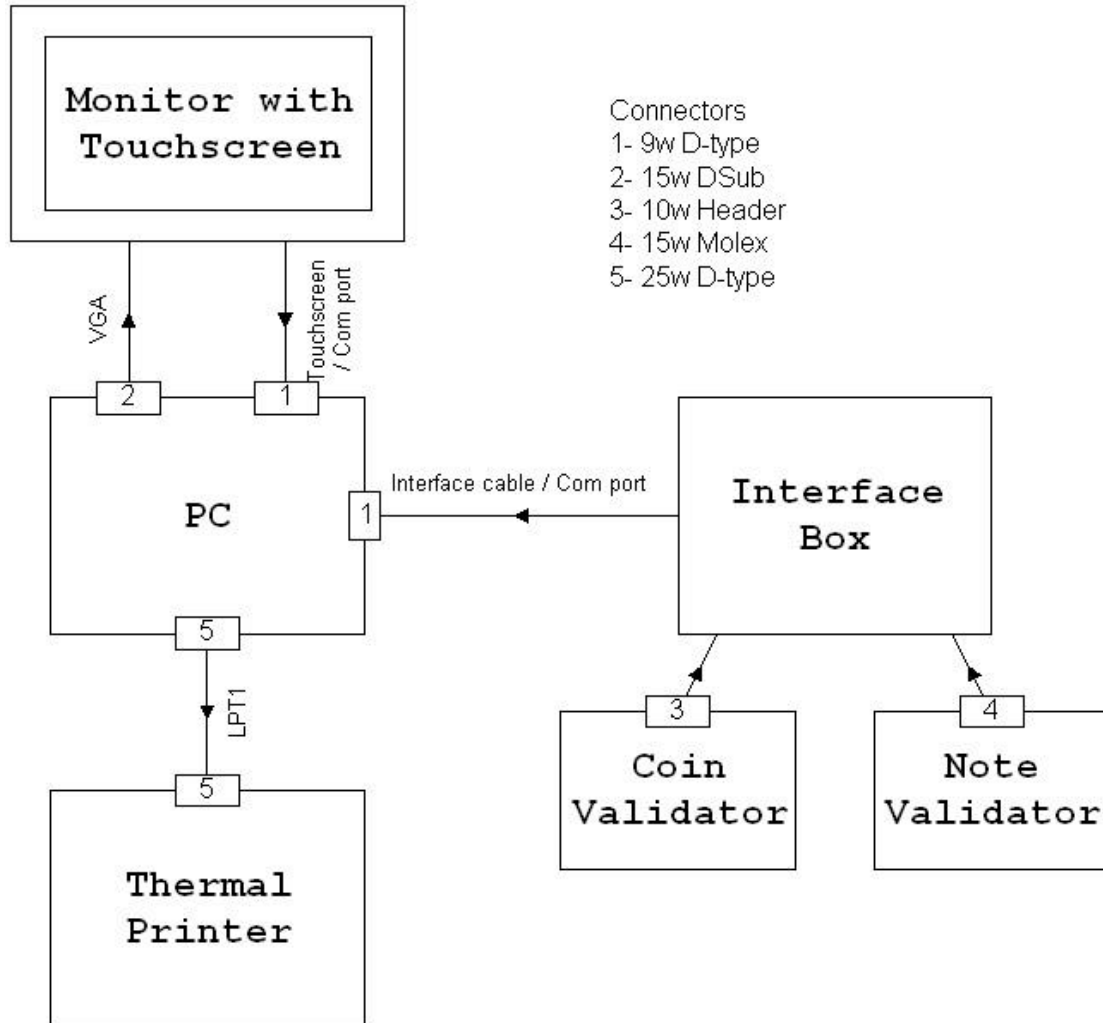 Monitor with
Touchscreen
Connectors
1- 9w D-type
2- 15w DSub
3- 10w Header
4- 15w Molex
5- 25w D-type
VGA
Touchscreen
/ Com port
2
1
PC
1
Interface cable / Com port
Interface
Box
5
LPT1
3
4
Coin
Validator
Note
Validator
5
Thermal
Printer